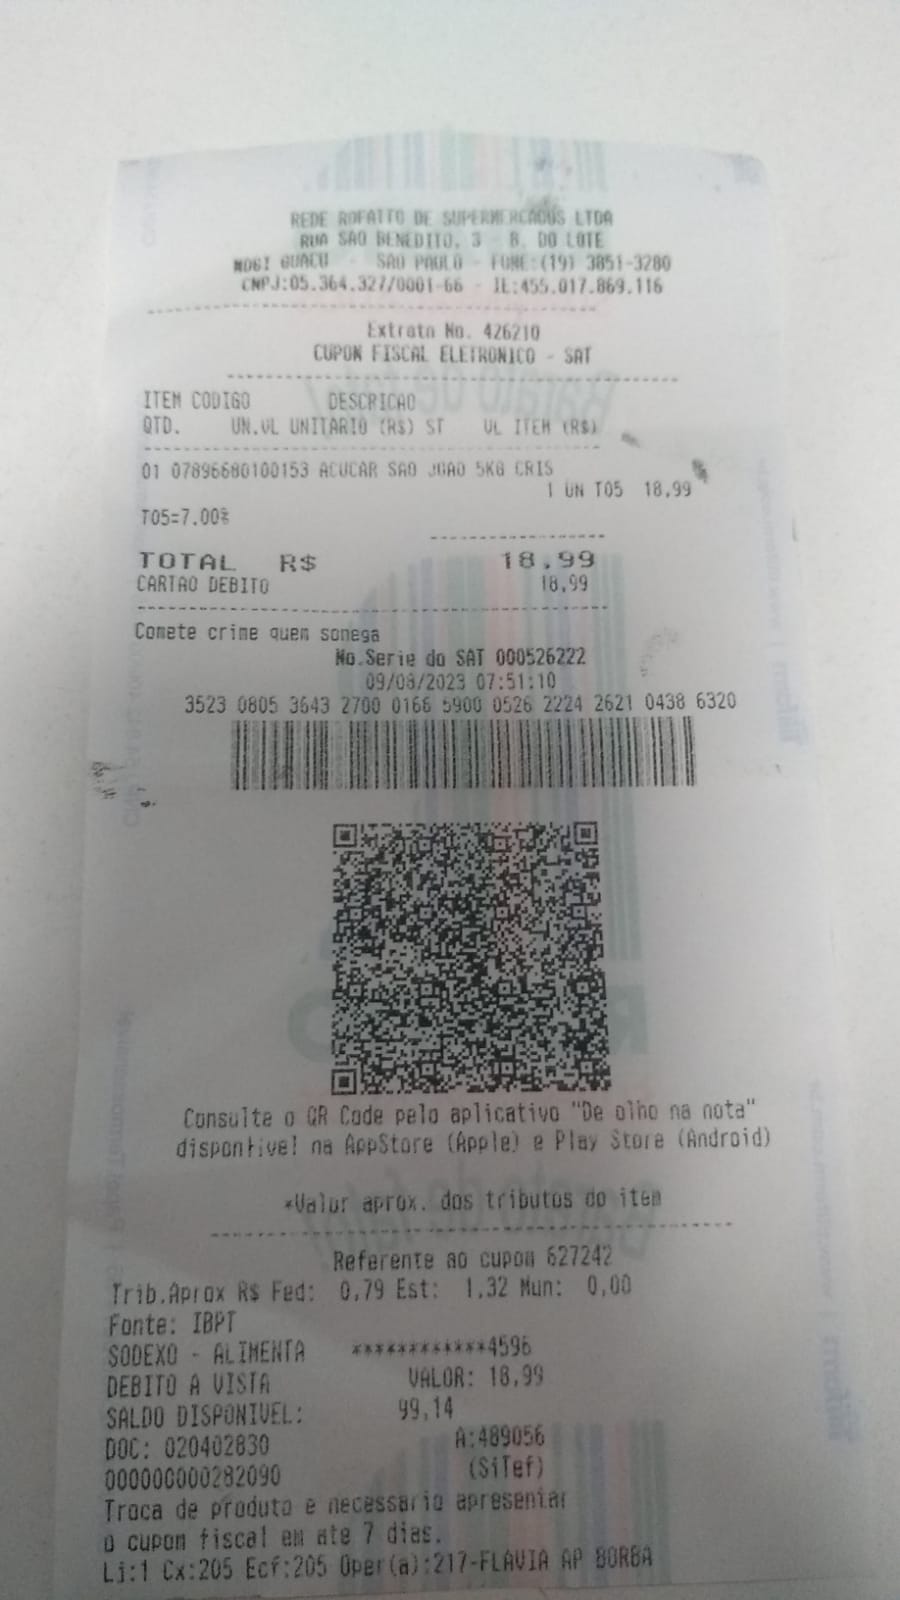 REDE ROFATTO DE SUPERMERCADOS LTDA
RUA SAO BENEDITO, 3 - B. DO LOTE
MOGI GUACU - SAO PAULO - FONE:(19) 3851-3280
CNPJ:05.364.327/0001-66 - IE:455.017.869.116
Extrato No. 426210
CUPON FISCAL ELETRONICO - SAT
ITEM CODIGO DESCRICAO
QTD. UN.VL UNITARIO (R$) ST VL ITEM (R$)
01 07896680100153 ACUCAR SAO JOAO 5KG CRIS
1 UN T05 18,99
T05=7.00%
TOTAL R$ 18,99
CARTAO DEBITO 18,99
Comete crime quem sonega
No.Serie do SAT 000526222
09/08/2023 07:51:10
3523 0805 3643 2700 0166 5900 0526 2224 2621 0438 6320
Consulte o QR Code pelo aplicativo "De olho na nota"
disponível na AppStore (Apple) e Play Store (Android)
*Valor aprox. dos tributos do item
Referente ao cupom 627242
Trib.Aprox R$ Fed: 0,79 Est: 1,32 Mun: 0,00
Fonte: IBPT
SODEXO - ALIMENTA ************4596
DEBITO A VISTA VALOR: 18,99
SALDO DISPONIVEL: 99,14
DOC: 020402830 A:489056
000000000282090 (SiTef)
Troca de produto e necessario apresentar
o cupom fiscal em ate 7 dias.
Lj:1 Cx:205 Ecf:205 Oper(a):217-FLAVIA AP BORBA